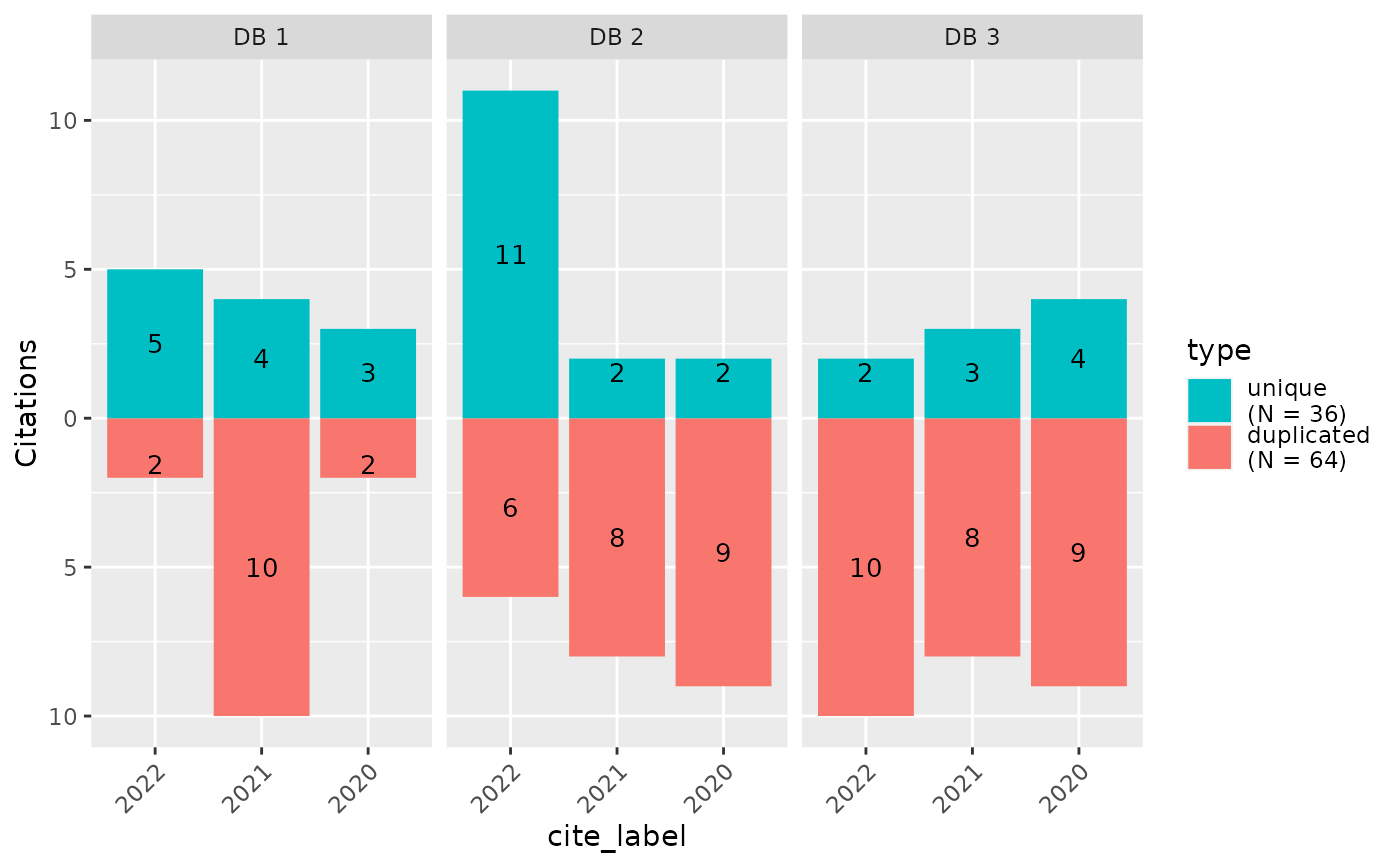 DB 1 DB 2 DB 3
10
5
0
5
10
Citations
5 4 3
2 10 2
11 2 2
6 8 9
2 3 4
10 8 9
2022 2021 2020 2022 2021 2020 2022 2021 2020
cite_label
type
unique
(N = 36)
duplicated
(N = 64)